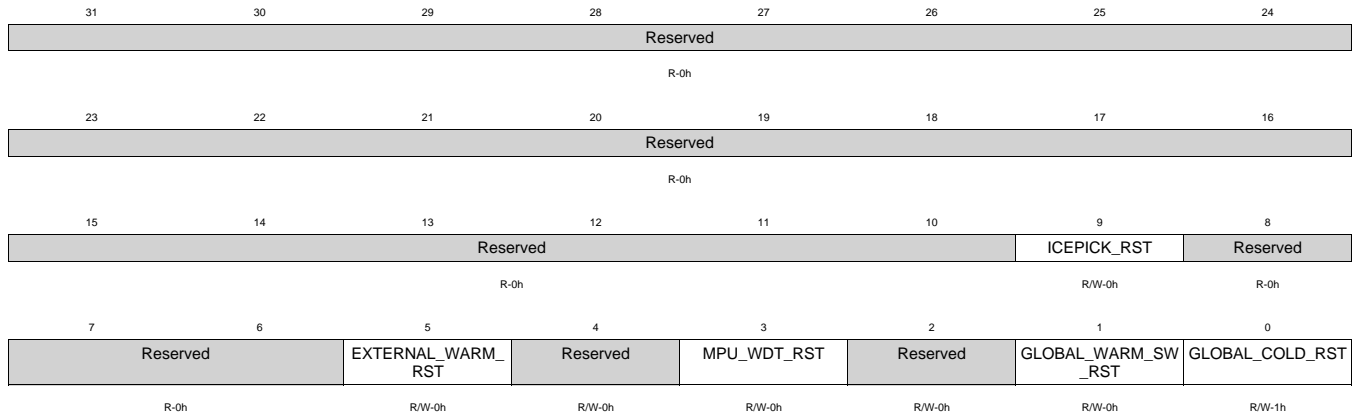 31 30 29 28 27 26 25 24
Reserved
R-0h
23 22 21 20 19 18 17 16
Reserved
R-0h
15 14 13 12 11 10 9 8
Reserved ICEPICK_RST Reserved
R-0h R/W-0h R-0h
7 6 5 4 3 2 1 0
Reserved EXTERNAL_WARM_ Reserved MPU_WDT_RST Reserved GLOBAL_WARM_SW GLOBAL_COLD_RST
RST _RST
R-0h R/W-0h R/W-0h R/W-0h R/W-0h R/W-0h R/W-1h